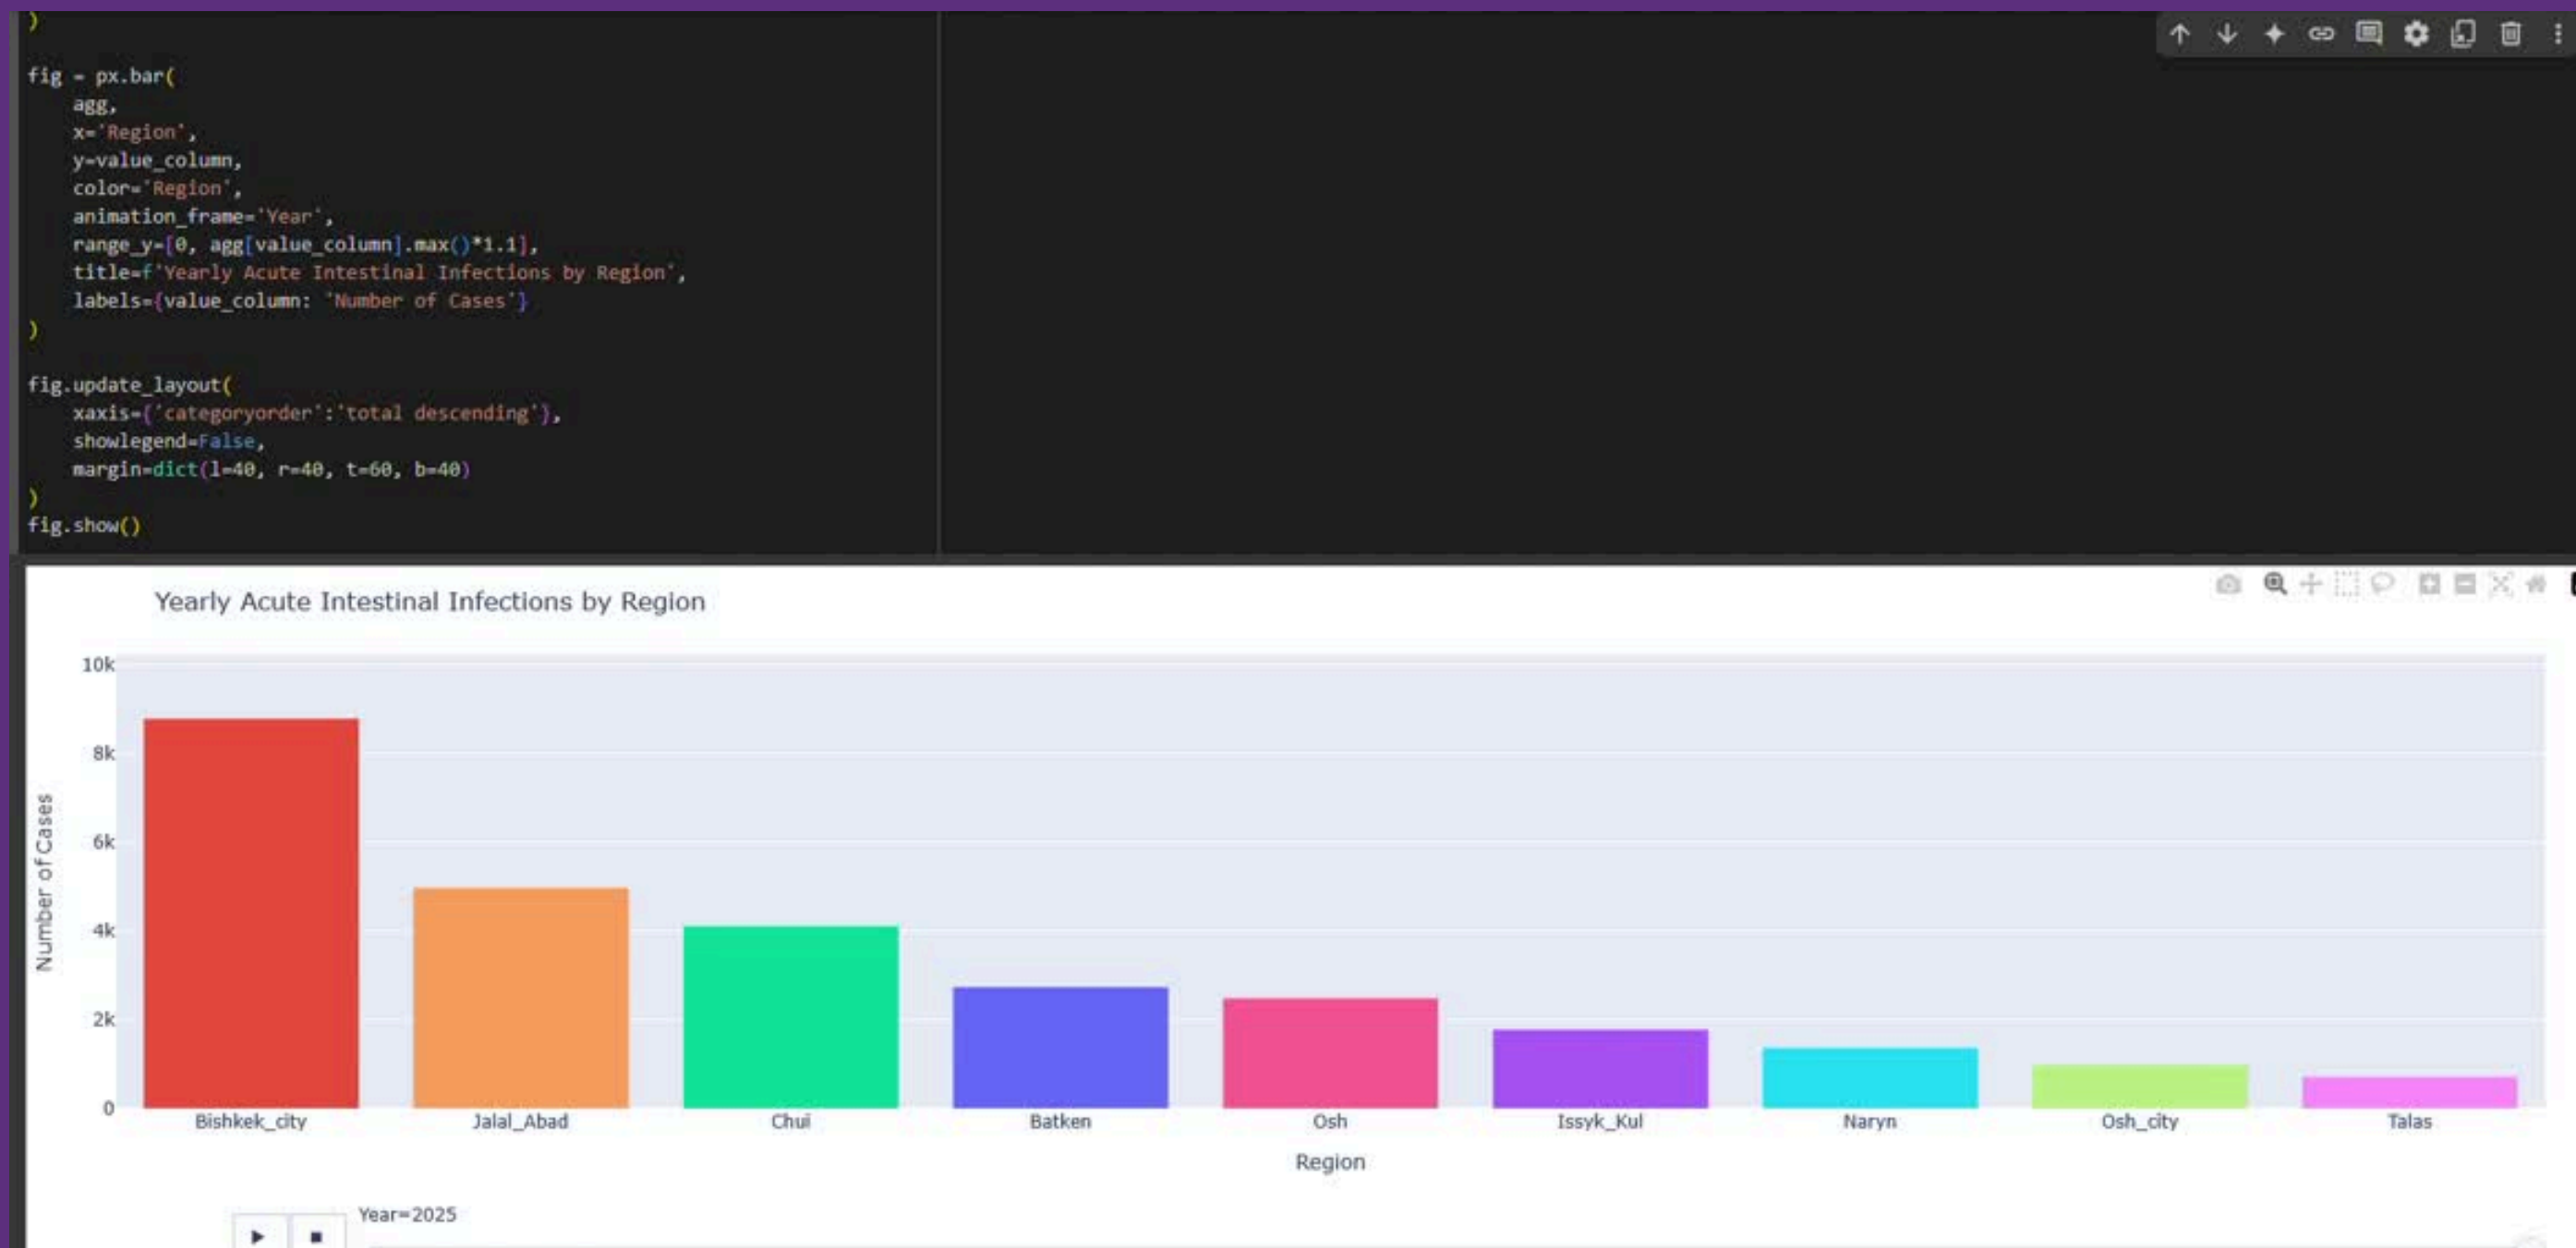 )
fig = px.bar(
agg,
x='Region',
y=value_column,
color='Region',
animation_frame='Year',
range_y=[0, agg[value_column].max()*1.1],
title=f'Yearly Acute Intestinal Infections by Region',
labels={value_column: 'Number of Cases'}
)
fig.update_layout(
xaxis={'categoryorder':'total descending'},
showlegend=False,
margin=dict(l=40, r=40, t=60, b=40)
)
fig.show()
Yearly Acute Intestinal Infections by Region
10k
8k
6k
4k
2k
0
Number of Cases
Bishkek_city Jalal_Abad Chui Batken Osh Issyk_Kul Naryn Osh_city Talas
Region
Year=2025